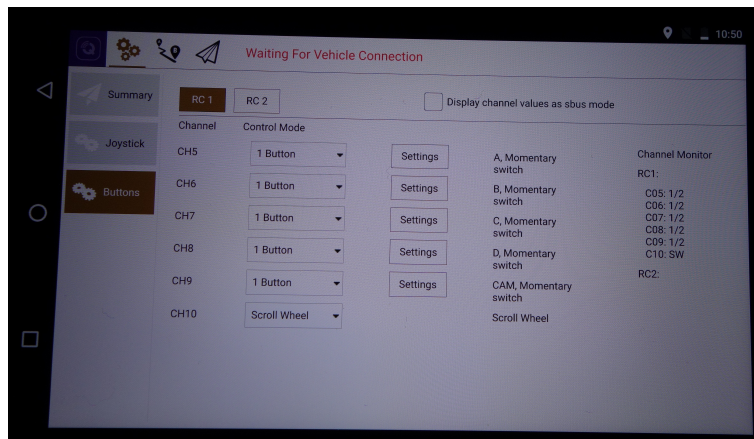 10:50
Waiting For Vehicle Connection
Summary
Joystick
Buttons
RC 1
RC 2
Display channel values as sbus mode
Channel
Control Mode
CH5
1 Button
Settings
A, Momentary
switch
CH6
1 Button
Settings
B, Momentary
switch
CH7
1 Button
Settings
C, Momentary
switch
CH8
1 Button
Settings
D, Momentary
switch
CH9
1 Button
Settings
CAM, Momentary
switch
CH10
Scroll Wheel
Scroll Wheel
Channel Monitor
RC1:
C05: 1/2
C06: 1/2
C07: 1/2
C08: 1/2
C09: 1/2
C10: SW
RC2: